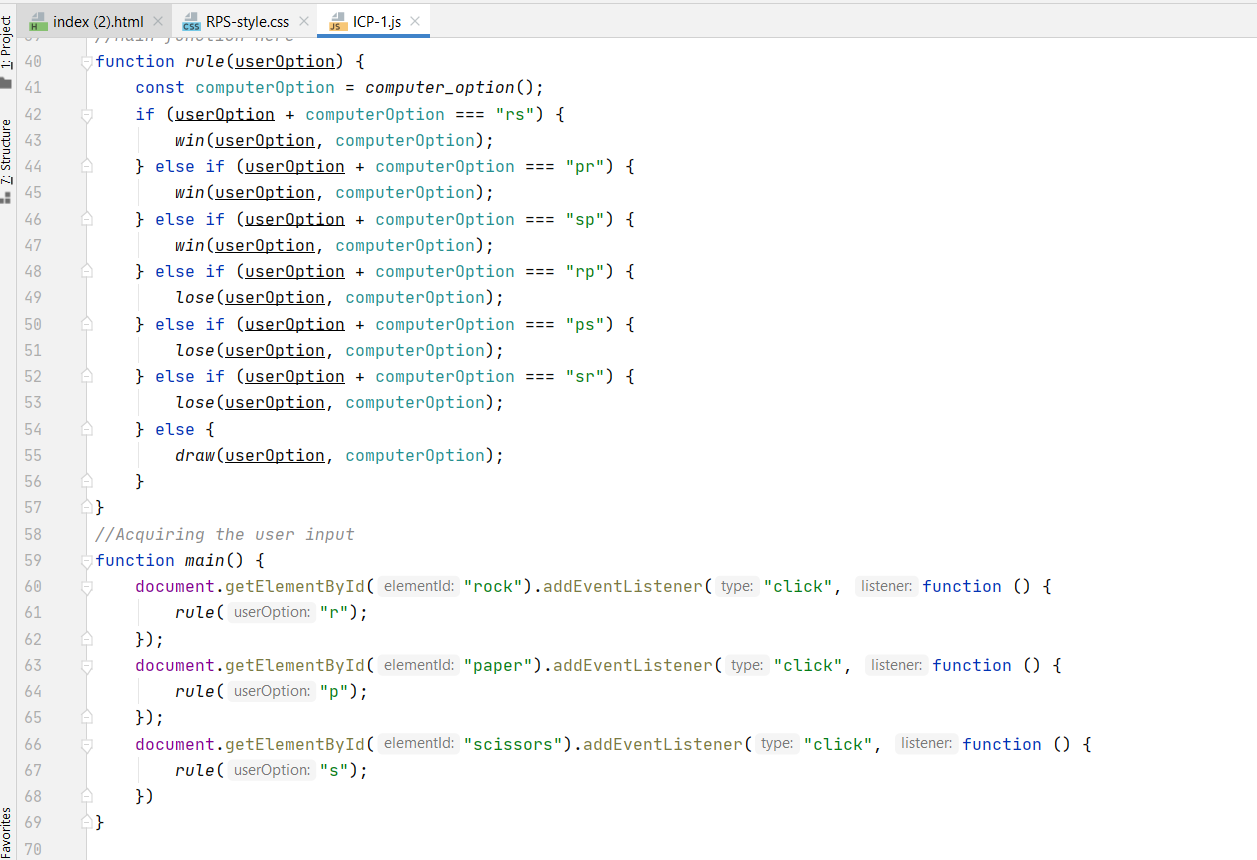 index (2).html
RPS-style.css
ICP-1.js
1: Project
7: Structure
Favorites
//main function here
40 function rule(userOption) {
41 const computerOption = computer_option();
42 if (userOption + computerOption === "rs") {
43 win(userOption, computerOption);
44 } else if (userOption + computerOption === "pr") {
45 win(userOption, computerOption);
46 } else if (userOption + computerOption === "sp") {
47 win(userOption, computerOption);
48 } else if (userOption + computerOption === "rp") {
49 lose(userOption, computerOption);
50 } else if (userOption + computerOption === "ps") {
51 lose(userOption, computerOption);
52 } else if (userOption + computerOption === "sr") {
53 lose(userOption, computerOption);
54 } else {
55 draw(userOption, computerOption);
56 }
57 }
58 //Acquiring the user input
59 function main() {
60 document.getElementById( elementId: "rock").addEventListener( type: "click", listener: function () {
61 rule( userOption: "r");
62 });
63 document.getElementById( elementId: "paper").addEventListener( type: "click", listener: function () {
64 rule( userOption: "p");
65 });
66 document.getElementById( elementId: "scissors").addEventListener( type: "click", listener: function () {
67 rule( userOption: "s");
68 })
69 }
70